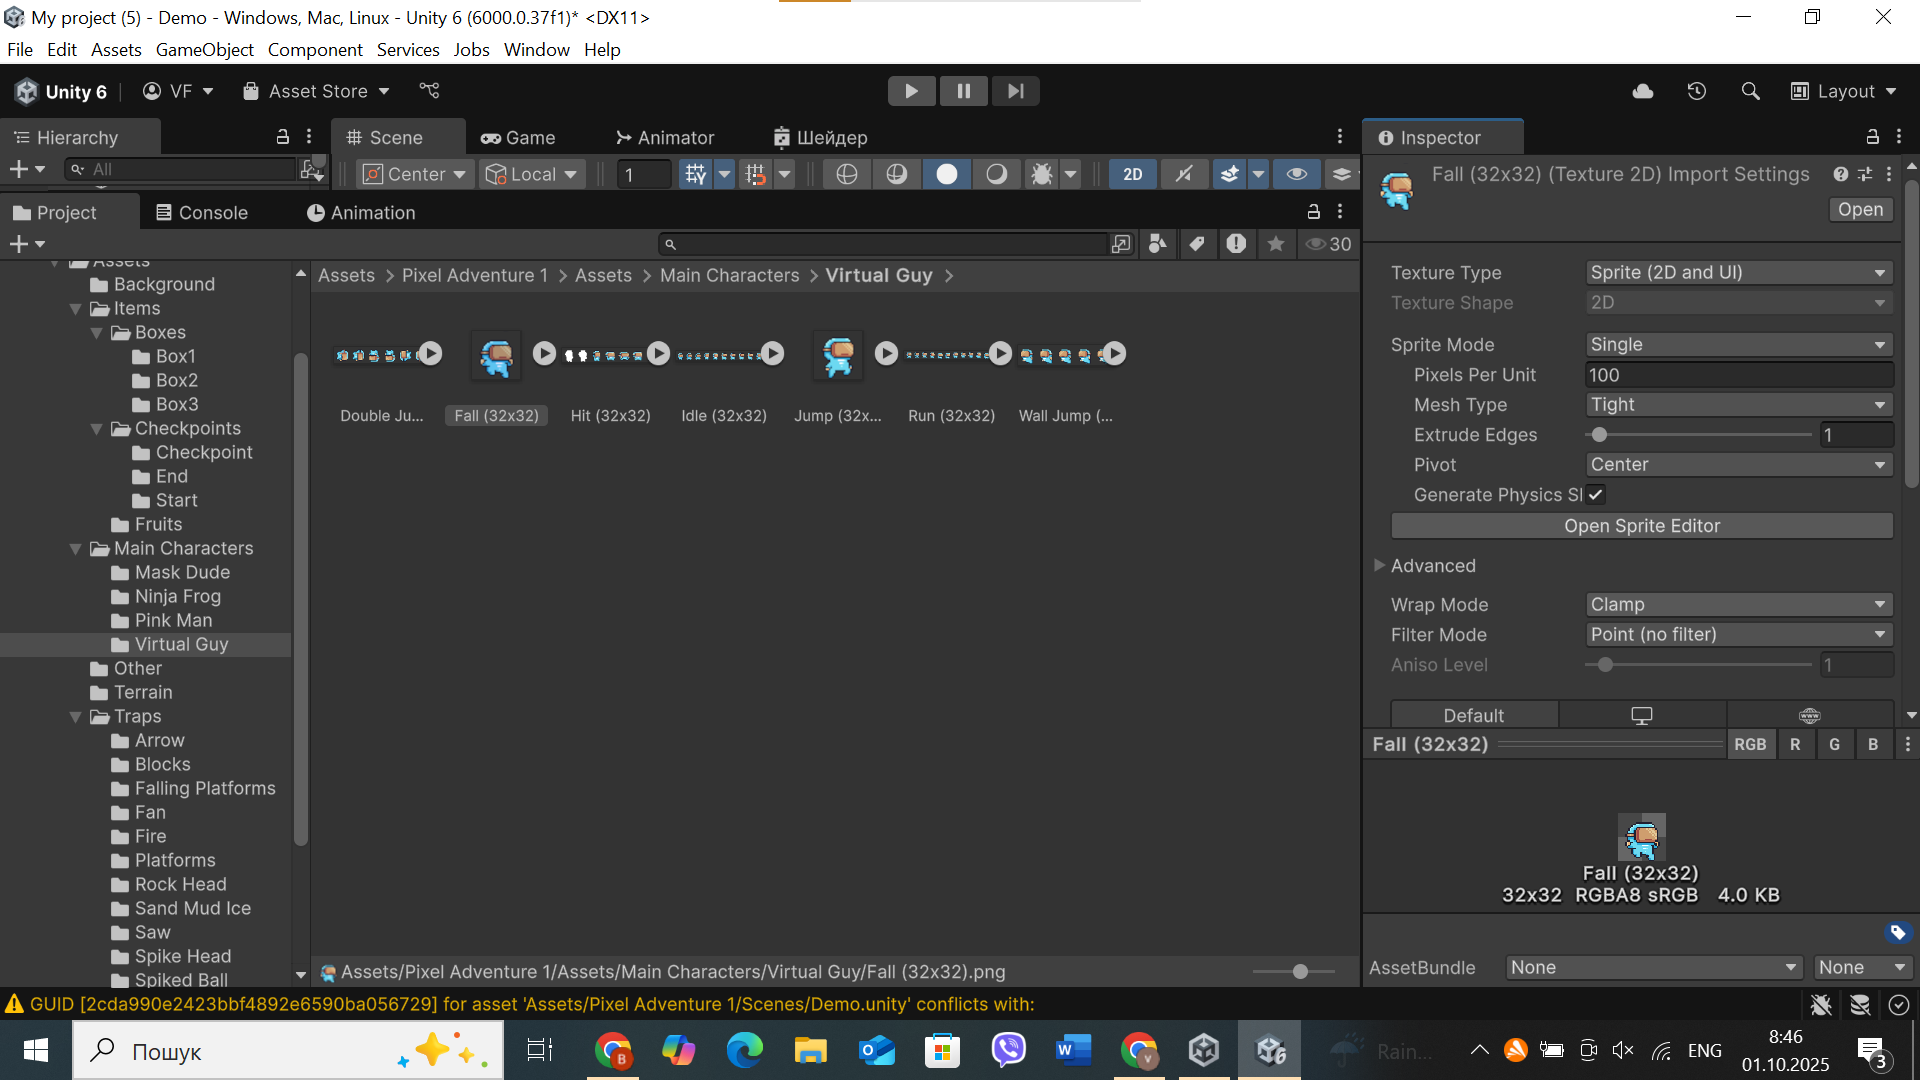 My project (5) - Demo - Windows, Mac, Linux - Unity 6 (6000.0.37f1)* <DX11>
File Edit Assets GameObject Component Services Jobs Window Help
Unity 6 VF Asset Store Layout
Hierarchy Scene Game Animator Шейдер Inspector
All Center Local 1 2D
Fall (32x32) (Texture 2D) Import Settings
Open
Project Console Animation
30
Assets
Background
Items
Boxes
Box1
Box2
Box3
Checkpoints
Checkpoint
End
Start
Fruits
Main Characters
Mask Dude
Ninja Frog
Pink Man
Virtual Guy
Other
Terrain
Traps
Arrow
Blocks
Falling Platforms
Fan
Fire
Platforms
Rock Head
Sand Mud Ice
Saw
Spike Head
Spiked Ball
Assets > Pixel Adventure 1 > Assets > Main Characters > Virtual Guy >
Double Ju... Fall (32x32) Hit (32x32) Idle (32x32) Jump (32x... Run (32x32) Wall Jump (...
Assets/Pixel Adventure 1/Assets/Main Characters/Virtual Guy/Fall (32x32).png
Texture Type Sprite (2D and UI)
Texture Shape 2D
Sprite Mode Single
Pixels Per Unit 100
Mesh Type Tight
Extrude Edges 1
Pivot Center
Generate Physics Sl
Open Sprite Editor
Advanced
Wrap Mode Clamp
Filter Mode Point (no filter)
Aniso Level 1
Default
Fall (32x32) RGB R G B
Fall (32x32)
32x32 RGBA8 sRGB 4.0 KB
AssetBundle None None
GUID [2cda990e2423bbf4892e6590ba056729] for asset 'Assets/Pixel Adventure 1/Scenes/Demo.unity' conflicts with:
Пошук
Rain...
ENG
8:46
01.10.2025
3